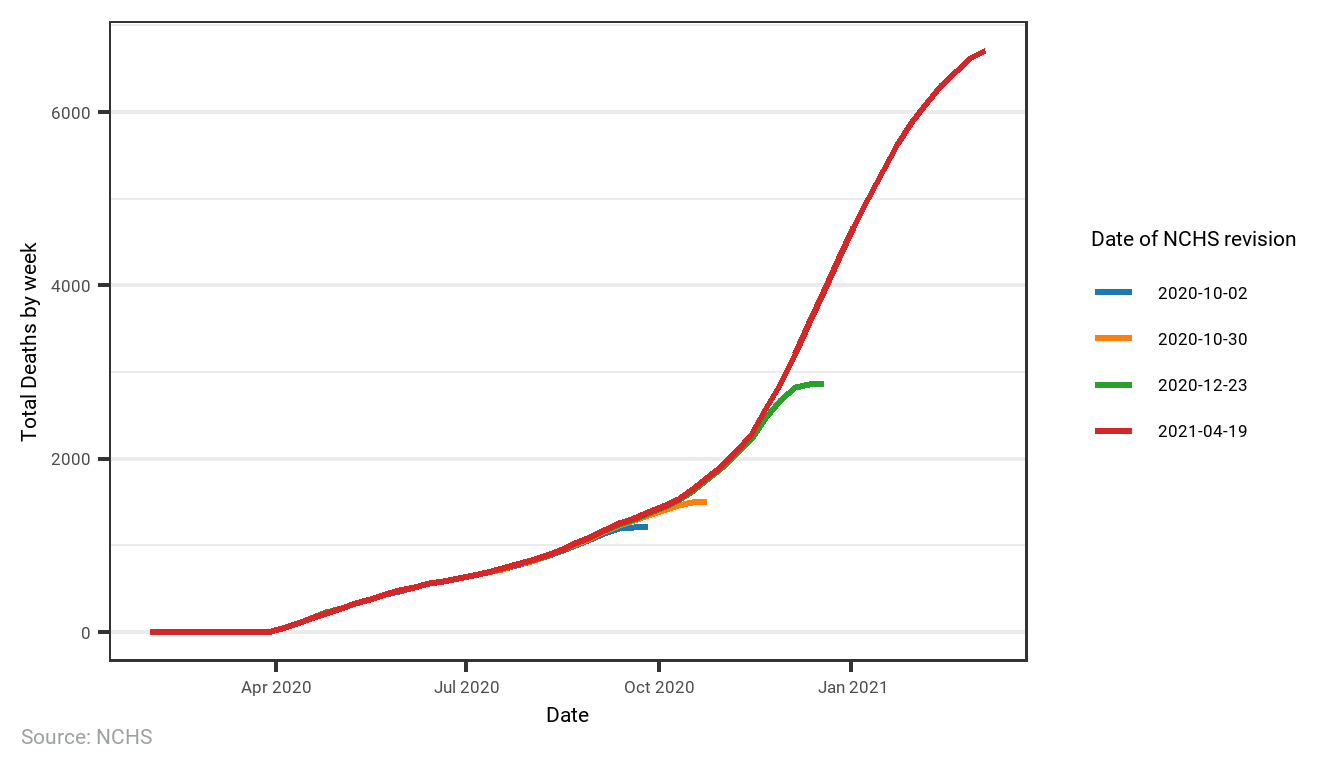 6000
4000
2000
0
Total Deaths by week
Apr 2020
Jul 2020
Oct 2020
Jan 2021
Date
Date of NCHS revision
2020-10-02
2020-10-30
2020-12-23
2021-04-19
Source: NCHS